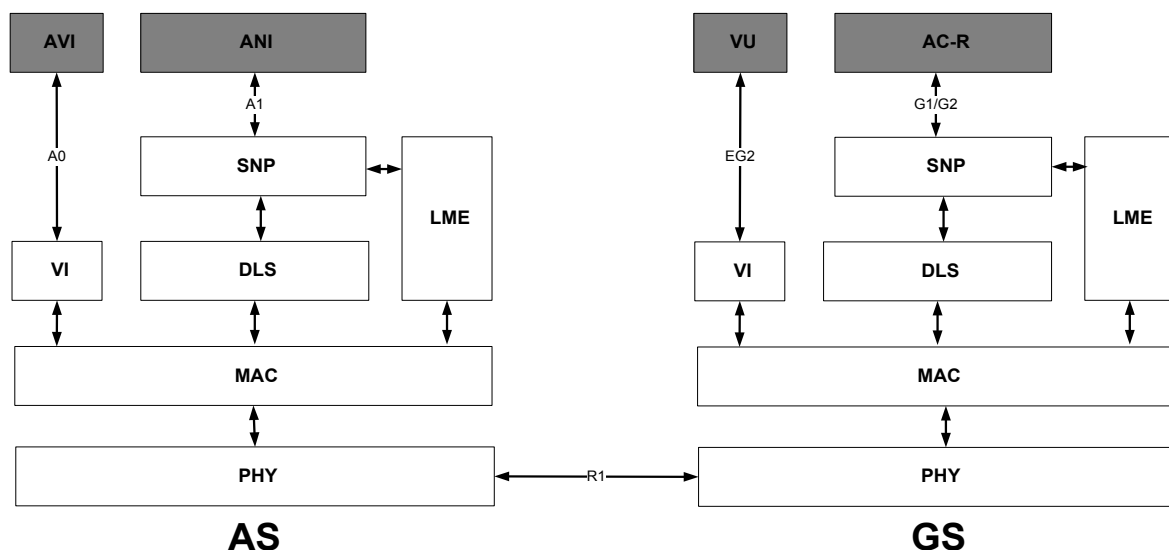 AVI
ANI
VU
AC-R
A1
G1/G2
A0
EG2
SNP
SNP
LME
LME
VI
DLS
VI
DLS
MAC
MAC
PHY
R1
PHY
AS
GS